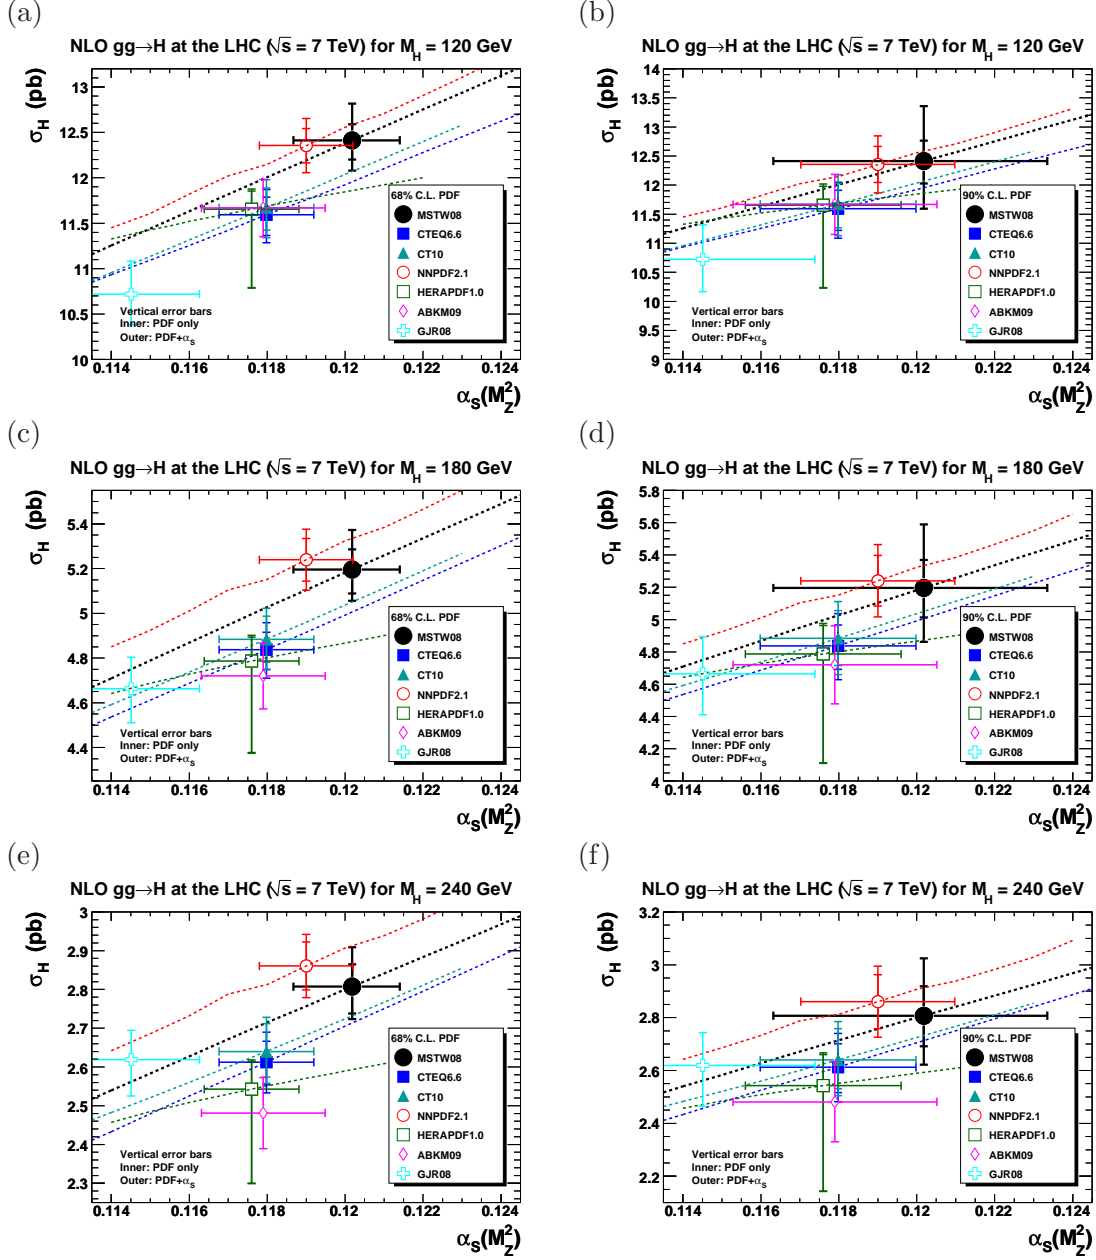 (a)
NLO gg→H at the LHC (√s = 7 TeV) for M_H = 120 GeV
σ_H (pb)
13
12.5
12
11.5
11
10.5
10
68% C.L. PDF
MSTW08
CTEQ6.6
CT10
NNPDF2.1
HERAPDF1.0
ABKM09
GJR08
Vertical error bars
Inner: PDF only
Outer: PDF+α_S
0.114 0.116 0.118 0.12 0.122 0.124
α_S(M_Z^2)
(b)
NLO gg→H at the LHC (√s = 7 TeV) for M_H = 120 GeV
σ_H (pb)
14
13.5
13
12.5
12
11.5
11
10.5
10
9.5
9
90% C.L. PDF
MSTW08
CTEQ6.6
CT10
NNPDF2.1
HERAPDF1.0
ABKM09
GJR08
Vertical error bars
Inner: PDF only
Outer: PDF+α_S
0.114 0.116 0.118 0.12 0.122 0.124
α_S(M_Z^2)
(c)
NLO gg→H at the LHC (√s = 7 TeV) for M_H = 180 GeV
σ_H (pb)
5.4
5.2
5
4.8
4.6
4.4
68% C.L. PDF
MSTW08
CTEQ6.6
CT10
NNPDF2.1
HERAPDF1.0
ABKM09
GJR08
Vertical error bars
Inner: PDF only
Outer: PDF+α_S
0.114 0.116 0.118 0.12 0.122 0.124
α_S(M_Z^2)
(d)
NLO gg→H at the LHC (√s = 7 TeV) for M_H = 180 GeV
σ_H (pb)
5.8
5.6
5.4
5.2
5
4.8
4.6
4.4
4.2
4
90% C.L. PDF
MSTW08
CTEQ6.6
CT10
NNPDF2.1
HERAPDF1.0
ABKM09
GJR08
Vertical error bars
Inner: PDF only
Outer: PDF+α_S
0.114 0.116 0.118 0.12 0.122 0.124
α_S(M_Z^2)
(e)
NLO gg→H at the LHC (√s = 7 TeV) for M_H = 240 GeV
σ_H (pb)
3
2.9
2.8
2.7
2.6
2.5
2.4
2.3
68% C.L. PDF
MSTW08
CTEQ6.6
CT10
NNPDF2.1
HERAPDF1.0
ABKM09
GJR08
Vertical error bars
Inner: PDF only
Outer: PDF+α_S
0.114 0.116 0.118 0.12 0.122 0.124
α_S(M_Z^2)
(f)
NLO gg→H at the LHC (√s = 7 TeV) for M_H = 240 GeV
σ_H (pb)
3.2
3
2.8
2.6
2.4
2.2
90% C.L. PDF
MSTW08
CTEQ6.6
CT10
NNPDF2.1
HERAPDF1.0
ABKM09
GJR08
Vertical error bars
Inner: PDF only
Outer: PDF+α_S
0.114 0.116 0.118 0.12 0.122 0.124
α_S(M_Z^2)